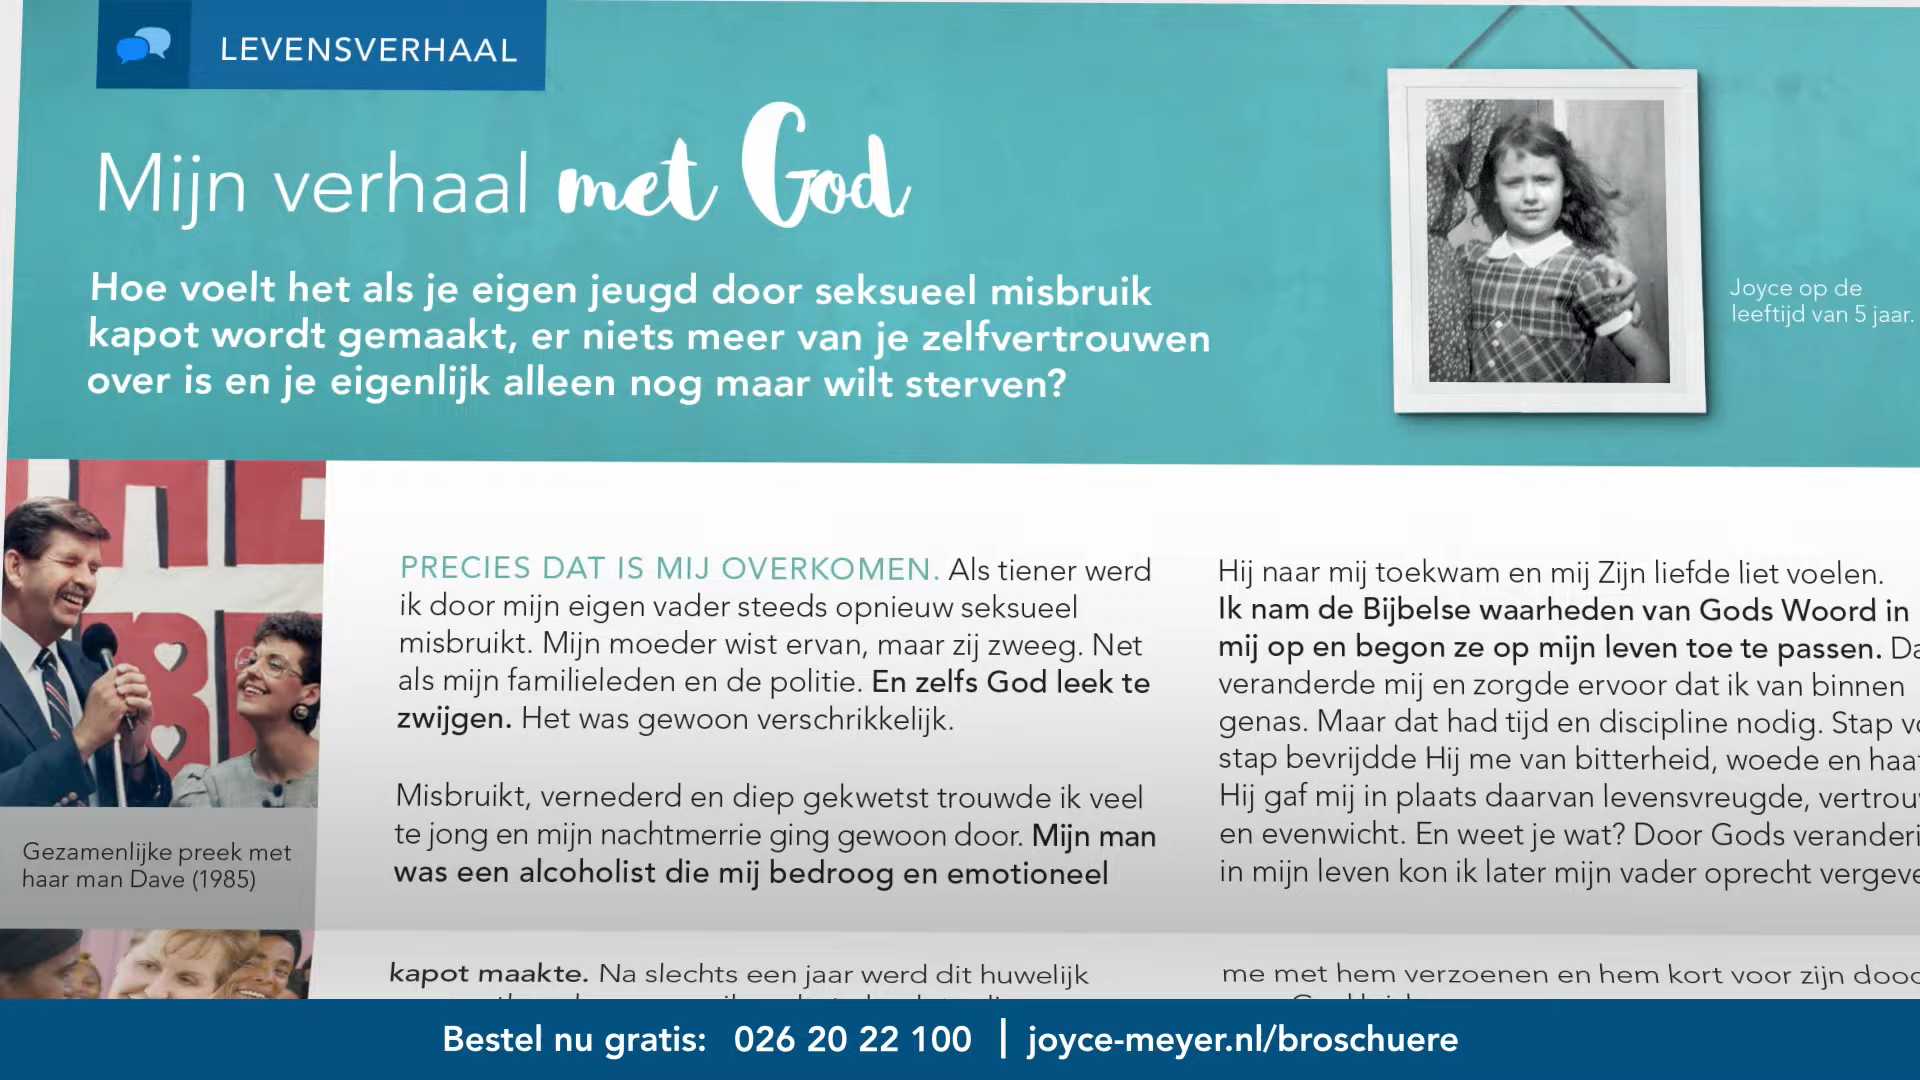 LEVENSVERHAAL
Mijn verhaal met God
Hoe voelt het als je eigen jeugd door seksueel misbruik
kapot wordt gemaakt, er niets meer van je zelfvertrouwen
over is en je eigenlijk alleen nog maar wilt sterven?
Joyce op de
leeftijd van 5 jaar.
Gezamenlijke preek met
haar man Dave (1985)
PRECIES DAT IS MIJ OVERKOMEN. Als tiener werd
ik door mijn eigen vader steeds opnieuw seksueel
misbruikt. Mijn moeder wist ervan, maar zij zweeg. Net
als mijn familieleden en de politie. En zelfs God leek te
zwijgen. Het was gewoon verschrikkelijk.
Misbruikt, vernederd en diep gekwetst trouwde ik veel
te jong en mijn nachtmerrie ging gewoon door. Mijn man
was een alcoholist die mij bedroog en emotioneel
kapot maakte. Na slechts een jaar werd dit huwelijk
Hij naar mij toekwam en mij Zijn liefde liet voelen.
Ik nam de Bijbelse waarheden van Gods Woord in
mij op en begon ze op mijn leven toe te passen.
veranderde mij en zorgde ervoor dat ik van binnen
genas. Maar dat had tijd en discipline nodig. Stap
stap bevrijdde Hij me van bitterheid, woede en
Hij gaf mij in plaats daarvan levensvreugde,
en evenwicht. En weet je wat? Door Gods
in mijn leven kon ik later mijn vader oprecht
me met hem verzoenen en hem kort voor zijn
Bestel nu gratis: 026 20 22 100 | joyce-meyer.nl/broschuere